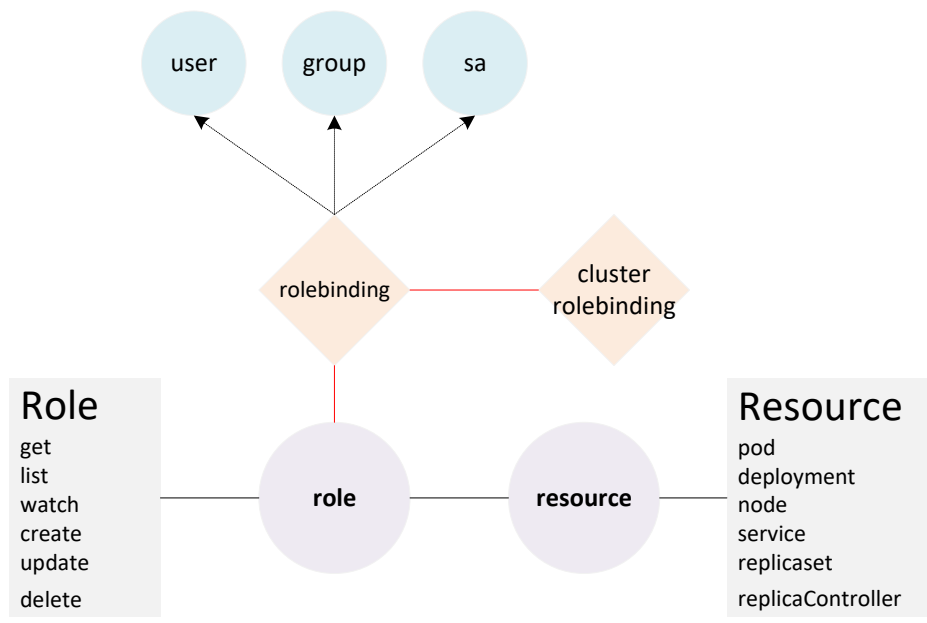 user
group
sa
rolebinding
cluster
rolebinding
Role
get
list
watch
create
update
delete
role
resource
Resource
pod
deployment
node
service
replicaset
replicaController